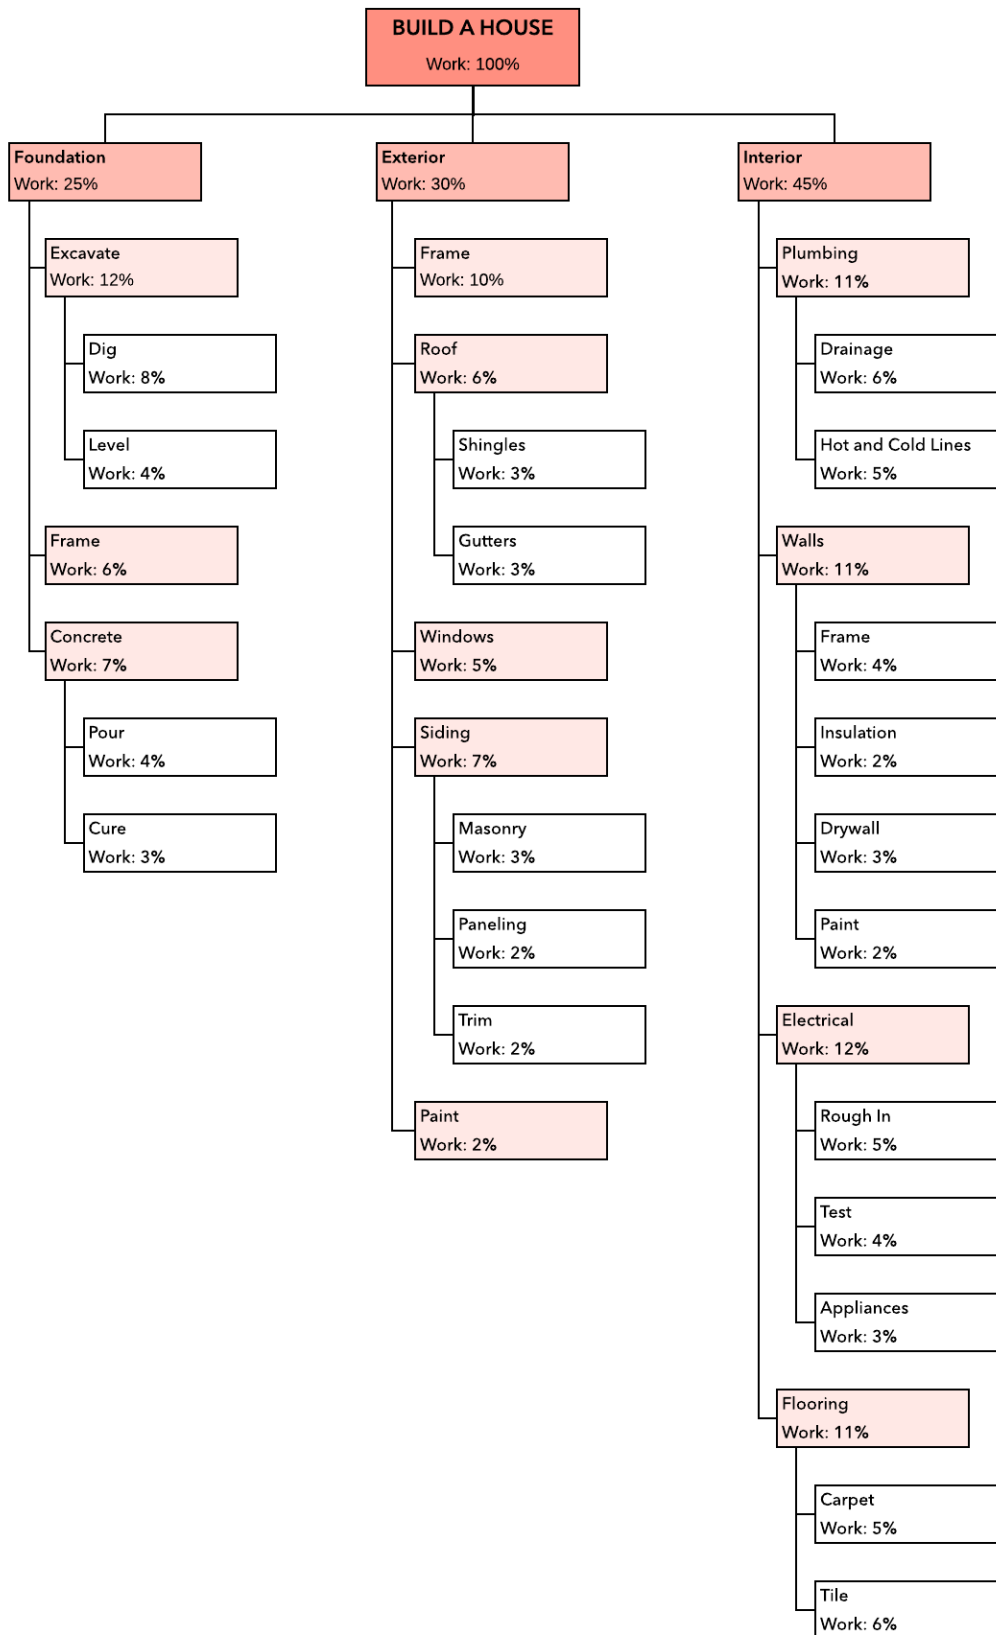 BUILD A HOUSE
Work: 100%
Foundation
Work: 25%
Excavate
Work: 12%
Dig
Work: 8%
Level
Work: 4%
Frame
Work: 6%
Concrete
Work: 7%
Pour
Work: 4%
Cure
Work: 3%
Exterior
Work: 30%
Frame
Work: 10%
Roof
Work: 6%
Shingles
Work: 3%
Gutters
Work: 3%
Windows
Work: 5%
Siding
Work: 7%
Masonry
Work: 3%
Paneling
Work: 2%
Trim
Work: 2%
Paint
Work: 2%
Interior
Work: 45%
Plumbing
Work: 11%
Drainage
Work: 6%
Hot and Cold Lines
Work: 5%
Walls
Work: 11%
Frame
Work: 4%
Insulation
Work: 2%
Drywall
Work: 3%
Paint
Work: 2%
Electrical
Work: 12%
Rough In
Work: 5%
Test
Work: 4%
Appliances
Work: 3%
Flooring
Work: 11%
Carpet
Work: 5%
Tile
Work: 6%